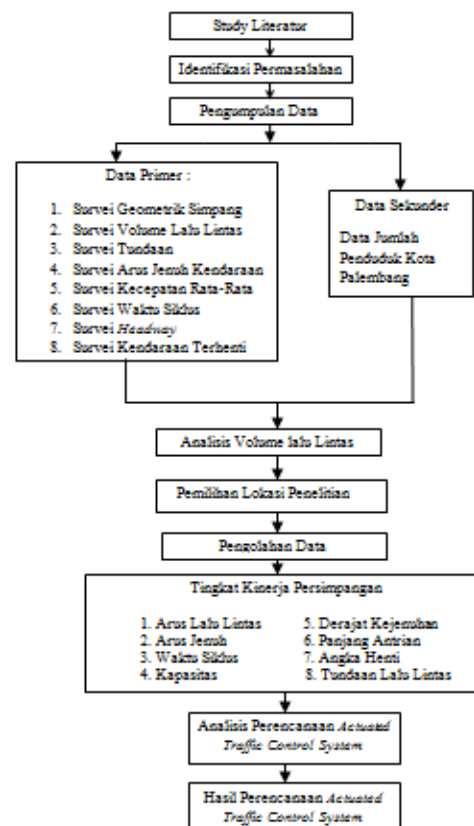 Study Literatur
Identifikasi Permasalahan
Pengumpulan Data
Data Primer :
1. Survei Geometrik Simpang
2. Survei Volume Lalu Lintas
3. Survei Tundaan
4. Survei Arus Jenuh Kendaraan
5. Survei Kecepatan Rata-Rata
6. Survei Waktu Siklus
7. Survei Headway
8. Survei Kendaraan Terhenti
Data Sekunder
Data Jumlah
Penduduk Kota
Palembang
Analisis Volume lalu Lintas
Pemilihan Lokasi Penelitian
Pengolahan Data
Tingkat Kinerja Persimpangan
1. Arus Lalu Lintas
2. Arus Jenuh
3. Waktu Siklus
4. Kapasitas
5. Derajat Kejenuhan
6. Panjang Antrian
7. Angka Henti
8. Tundaan Lalu Lintas
Analisis Perencanaan Actuated
Traffic Control System
Hasil Perencanaan Actuated
Traffic Control System